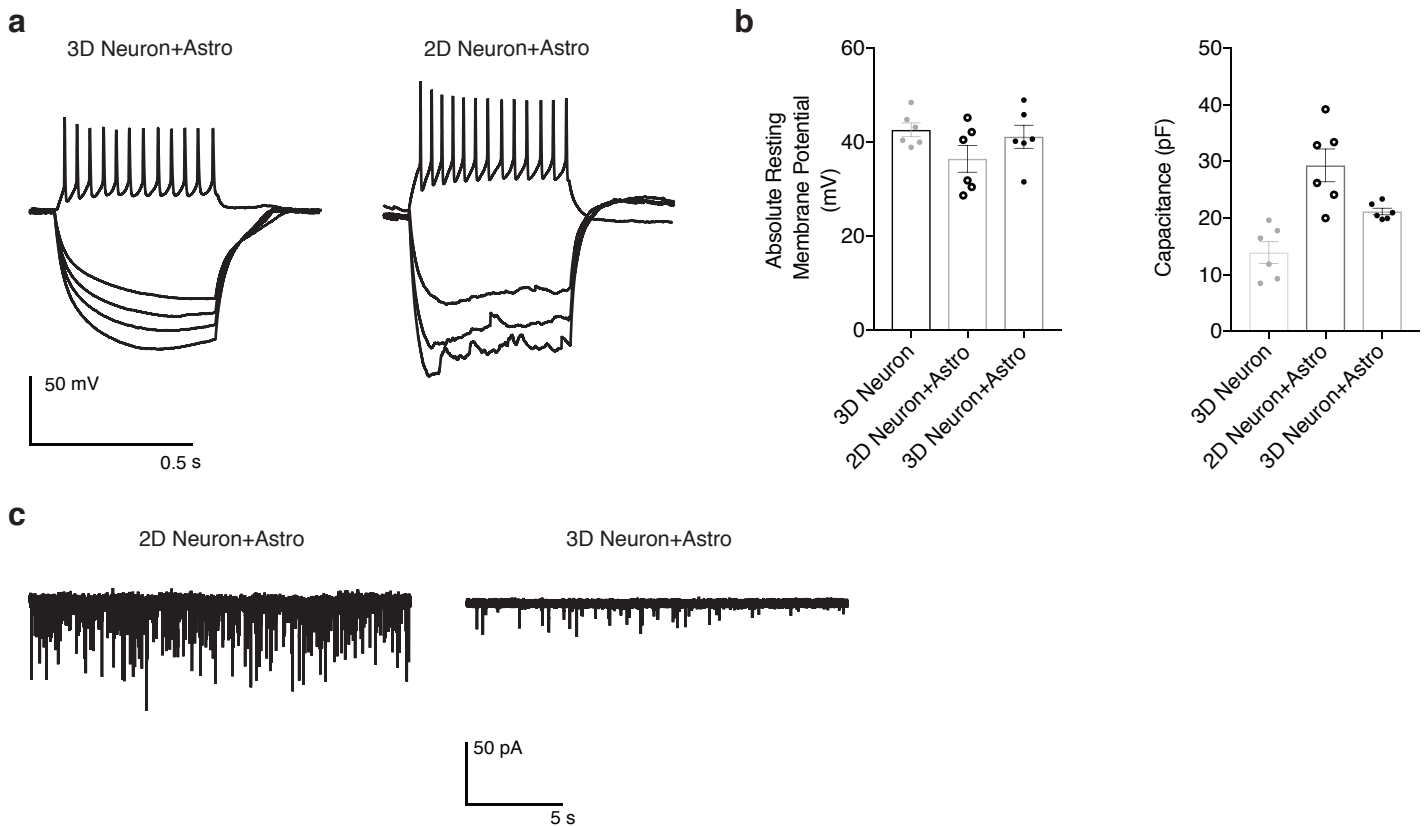 a
3D Neuron+Astro
2D Neuron+Astro
50 mV
0.5 s
b
Absolute Resting
Membrane Potential
(mV)
60
40
20
0
3D Neuron
2D Neuron+Astro
3D Neuron+Astro
Capacitance (pF)
50
40
30
20
10
0
3D Neuron
2D Neuron+Astro
3D Neuron+Astro
c
2D Neuron+Astro
3D Neuron+Astro
50 pA
5 s